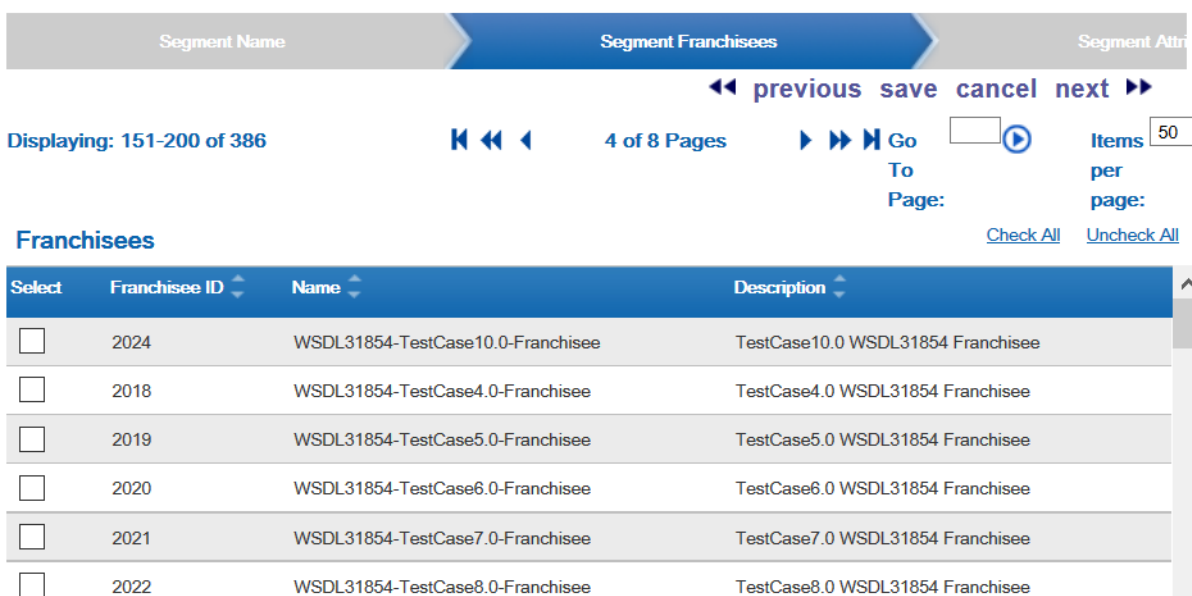 Segment Name Segment Franchisees Segment Attri
previous save cancel next
Displaying: 151-200 of 386 4 of 8 Pages Go To Page: Items per page: 50
Franchisees Check All Uncheck All
Select Franchisee ID Name Description
2024 WSDL31854-TestCase10.0-Franchisee TestCase10.0 WSDL31854 Franchisee
2018 WSDL31854-TestCase4.0-Franchisee TestCase4.0 WSDL31854 Franchisee
2019 WSDL31854-TestCase5.0-Franchisee TestCase5.0 WSDL31854 Franchisee
2020 WSDL31854-TestCase6.0-Franchisee TestCase6.0 WSDL31854 Franchisee
2021 WSDL31854-TestCase7.0-Franchisee TestCase7.0 WSDL31854 Franchisee
2022 WSDL31854-TestCase8.0-Franchisee TestCase8.0 WSDL31854 Franchisee